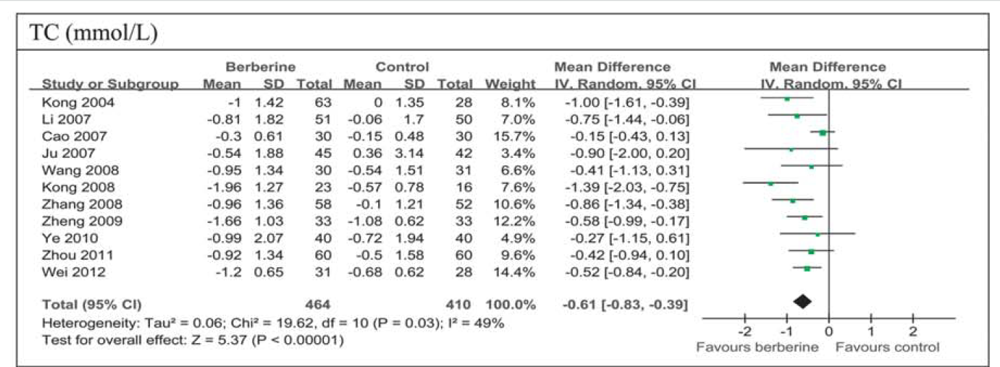 TC (mmol/L)
Berberine Control Mean Difference Mean Difference
Study or Subgroup Mean SD Total Mean SD Total Weight IV, Random, 95% CI IV, Random, 95% CI
Kong 2004 -1 1.42 63 0 1.35 28 8.1% -1.00 [-1.61, -0.39]
Li 2007 -0.81 1.82 51 -0.06 1.7 50 7.0% -0.75 [-1.44, -0.06]
Cao 2007 -0.3 0.61 30 -0.15 0.48 30 15.7% -0.15 [-0.43, 0.13]
Ju 2007 -0.54 1.88 45 0.36 3.14 42 3.4% -0.90 [-2.00, 0.20]
Wang 2008 -0.95 1.34 30 -0.54 1.51 31 6.6% -0.41 [-1.13, 0.31]
Kong 2008 -1.96 1.27 23 -0.57 0.78 16 7.6% -1.39 [-2.03, -0.75]
Zhang 2008 -0.96 1.36 58 -0.1 1.21 52 10.6% -0.86 [-1.34, -0.38]
Zheng 2009 -1.66 1.03 33 -1.08 0.62 33 12.2% -0.58 [-0.99, -0.17]
Ye 2010 -0.99 2.07 40 -0.72 1.94 40 4.9% -0.27 [-1.15, 0.61]
Zhou 2011 -0.92 1.34 60 -0.5 1.58 60 9.6% -0.42 [-0.94, 0.10]
Wei 2012 -1.2 0.65 31 -0.68 0.62 28 14.4% -0.52 [-0.84, -0.20]
Total (95% CI) 464 410 100.0% -0.61 [-0.83, -0.39]
Heterogeneity: Tau² = 0.06; Chi² = 19.62, df = 10 (P = 0.03); I² = 49%
Test for overall effect: Z = 5.37 (P < 0.00001)
-2 -1 0 1 2
Favours berberine Favours control